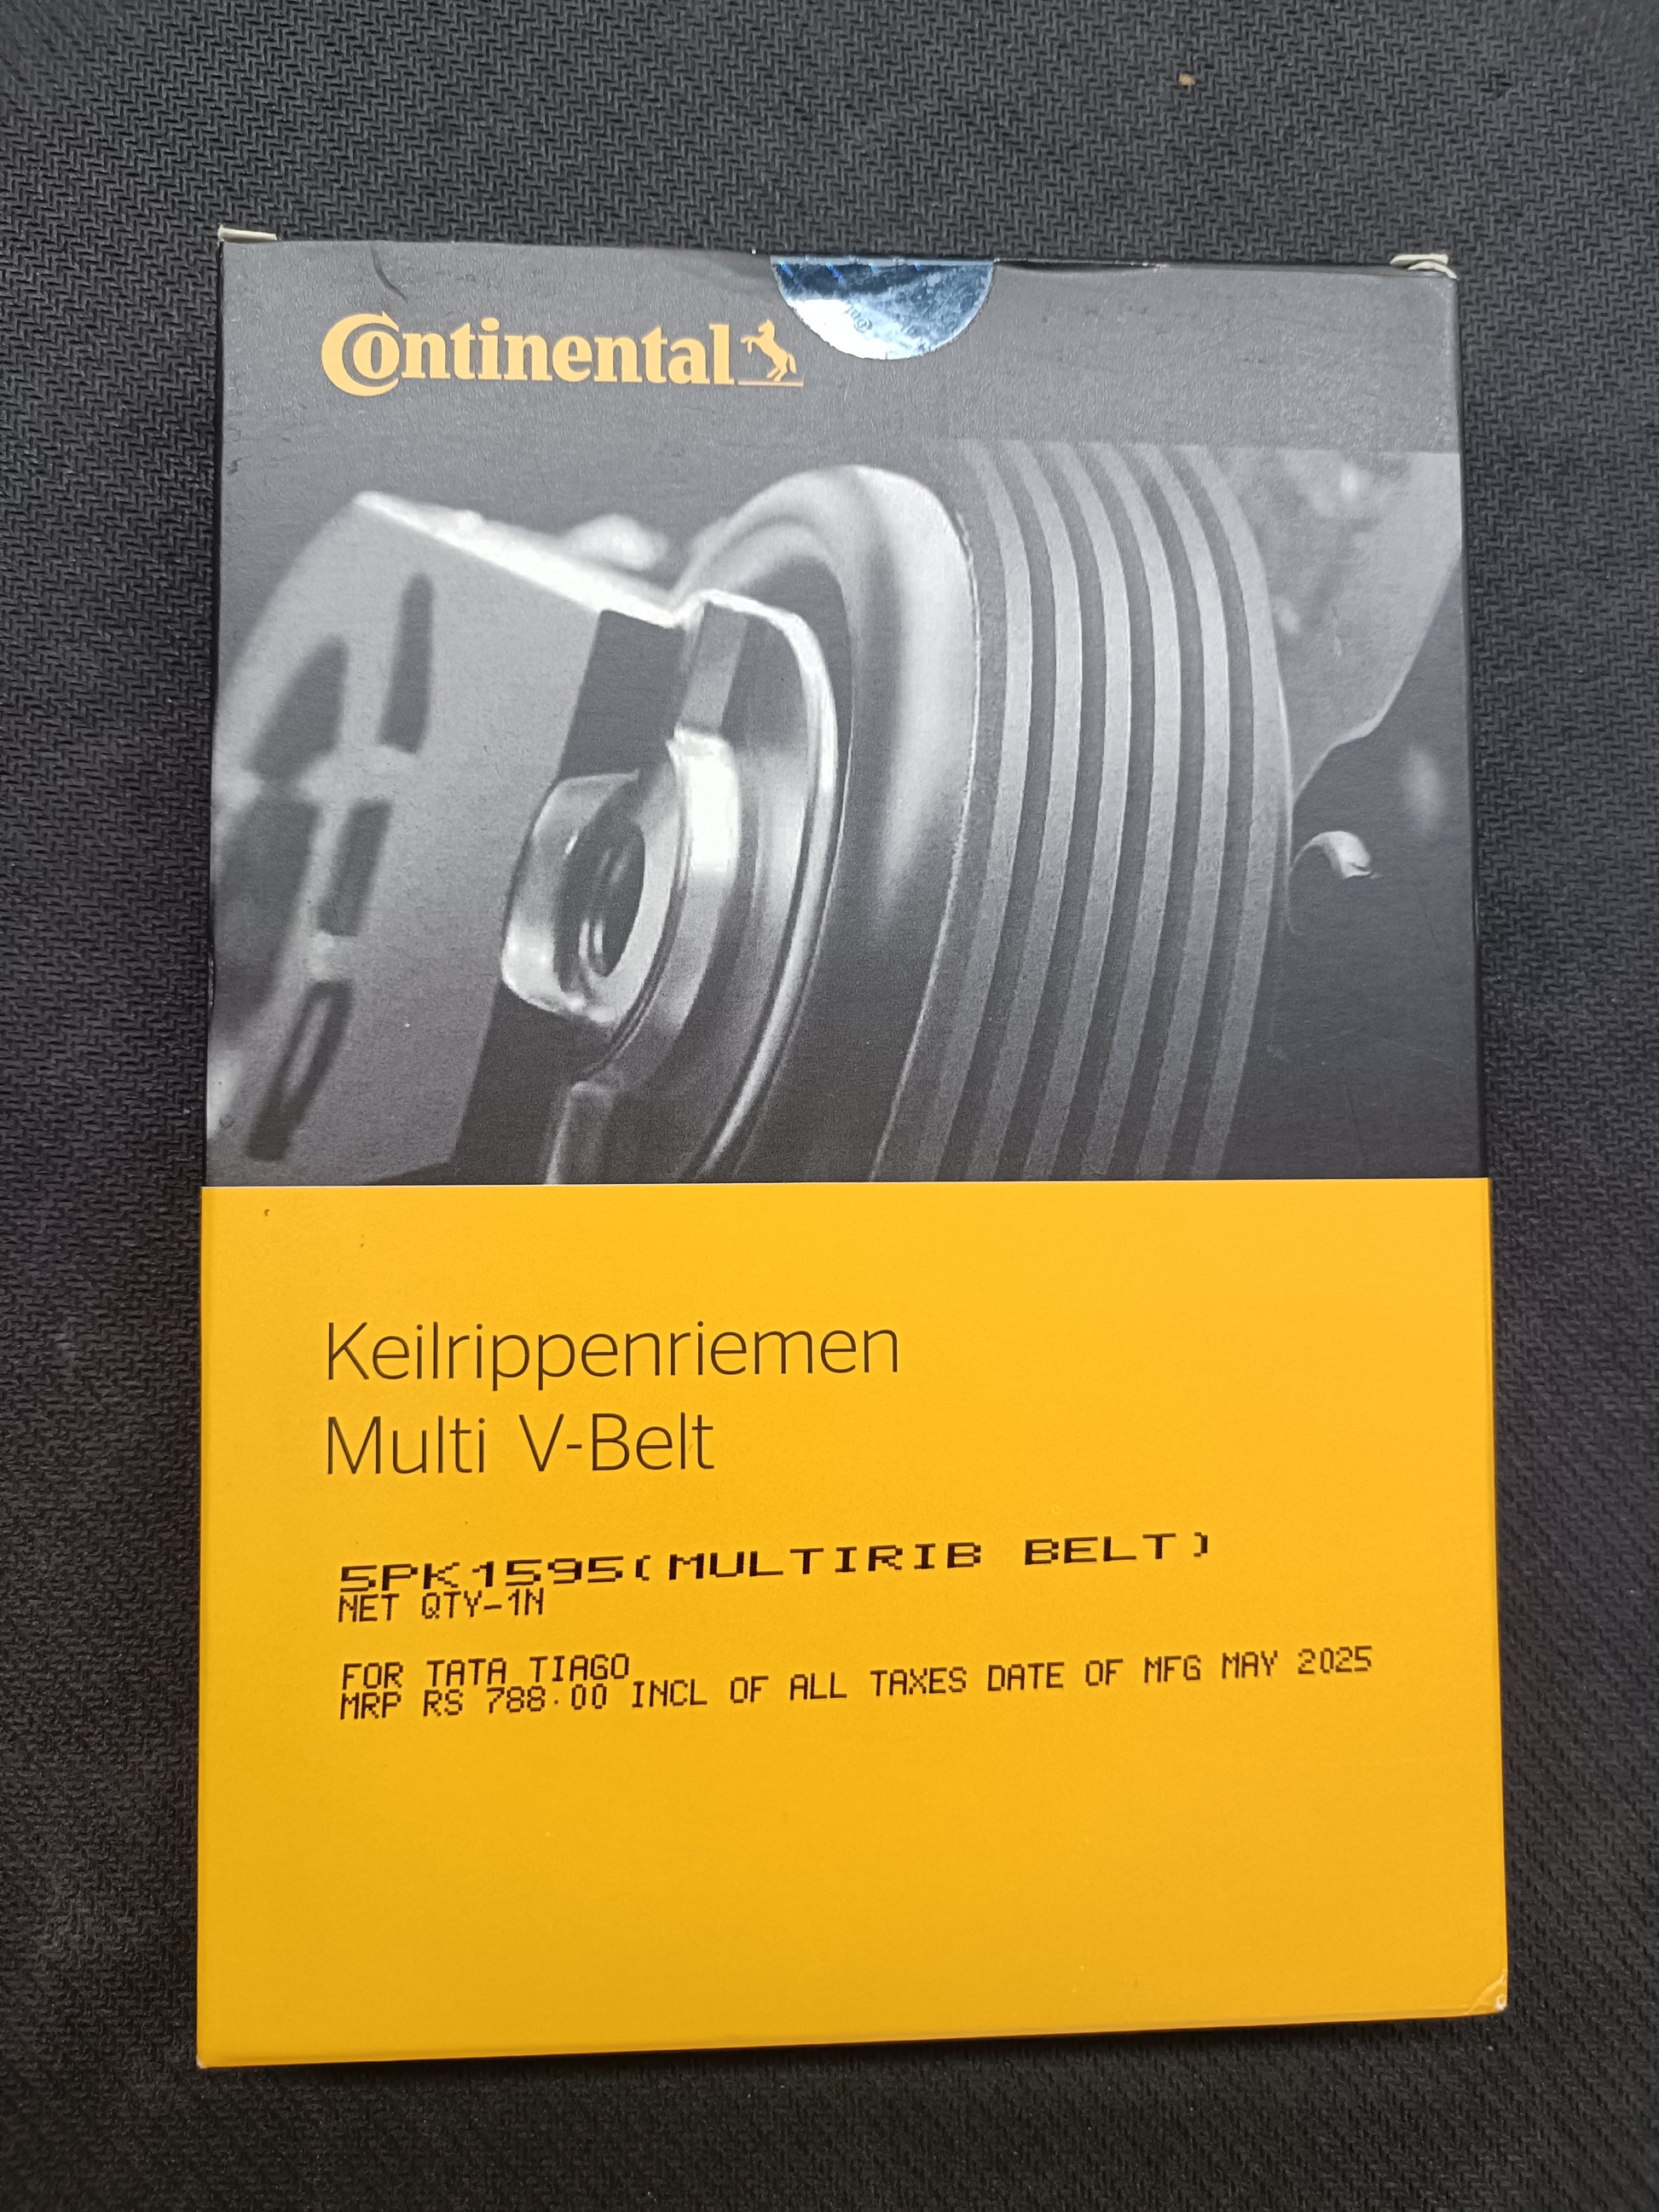 Continental
Keilrippenriemen
Multi V-Belt
5PK1595(MULTIRIB BELT)
NET QTY-1N
FOR TATA TIAGO
MRP RS 788.00 INCL OF ALL TAXES DATE OF MFG MAY 2025